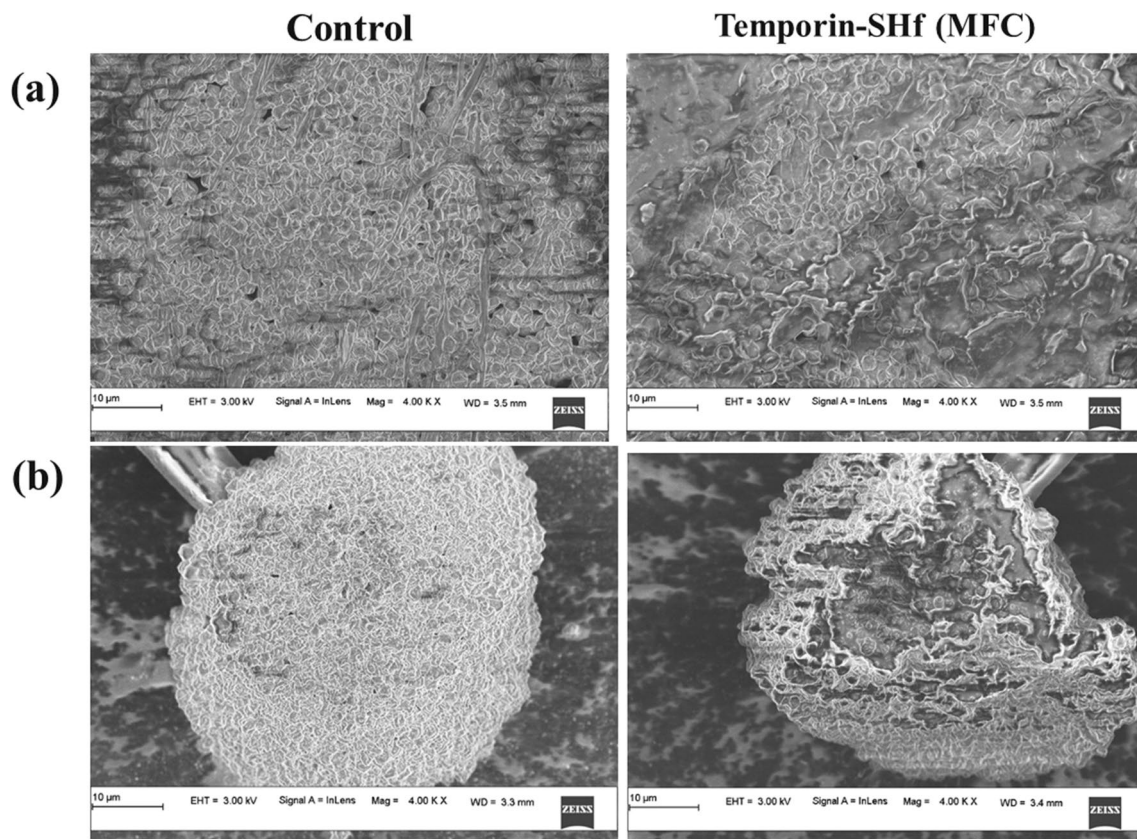 Control
Temporin-SHf (MFC)
(a)
10 µm EHT = 3.00 kV Signal A = InLens Mag = 4.00 K X WD = 3.5 mm ZEISS
10 µm EHT = 3.00 kV Signal A = InLens Mag = 4.00 K X WD = 3.5 mm ZEISS
(b)
10 µm EHT = 3.00 kV Signal A = InLens Mag = 4.00 K X WD = 3.3 mm ZEISS
10 µm EHT = 3.00 kV Signal A = InLens Mag = 4.00 K X WD = 3.4 mm ZEISS